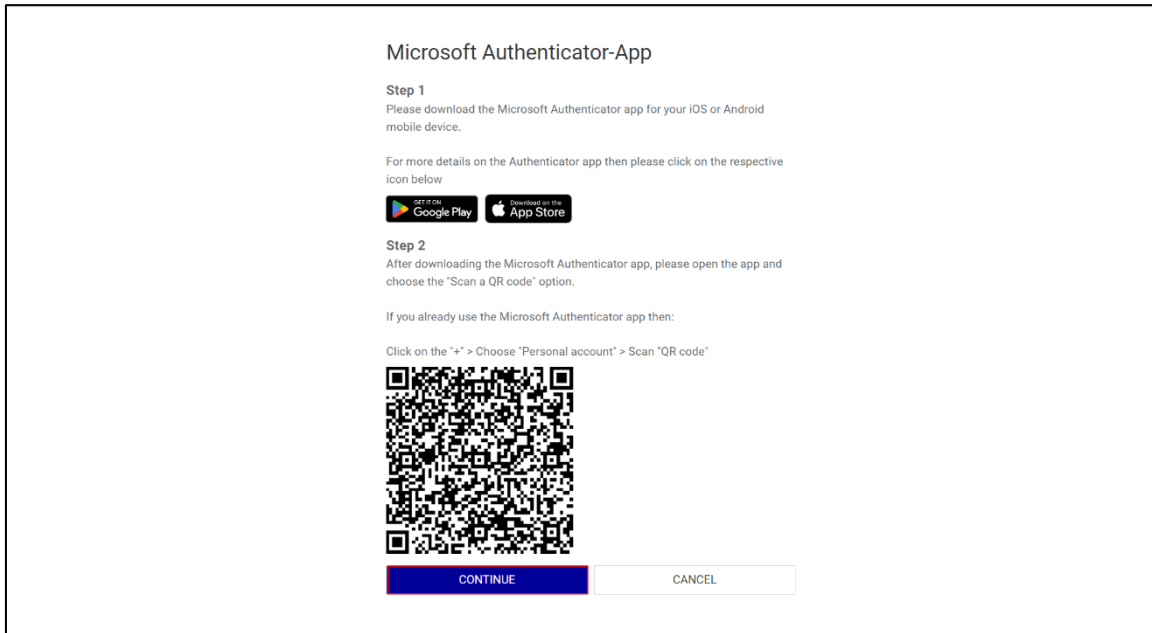 Microsoft Authenticator-App
Step 1
Please download the Microsoft Authenticator app for your iOS or Android
mobile device.
For more details on the Authenticator app then please click on the respective
icon below
GET IT ON
Google Play
Download on the
App Store
Step 2
After downloading the Microsoft Authenticator app, please open the app and
choose the "Scan a QR code" option.
If you already use the Microsoft Authenticator app then:
Click on the "+" > Choose "Personal account" > Scan "QR code"
CONTINUE
CANCEL